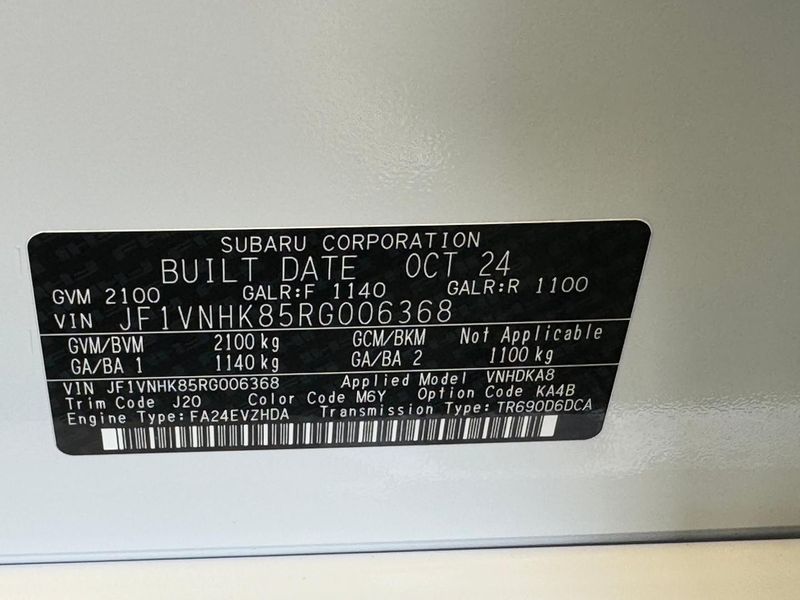 SUBARU CORPORATION
BUILT DATE OCT 24
GVM 2100 GALR:F 1140 GALR:R 1100
VIN JF1VNHK85RG006368
GVM/BVM 2100 kg GCM/BKM Not Applicable
GA/BA 1 1140 kg GA/BA 2 1100 kg
VIN JF1VNHK85RG006368 Applied Model VNHDKA8
Trim Code J20 Color Code M6Y Option Code KA4B
Engine Type:FA24EVZHDA Transmission Type:TR690D6DCA